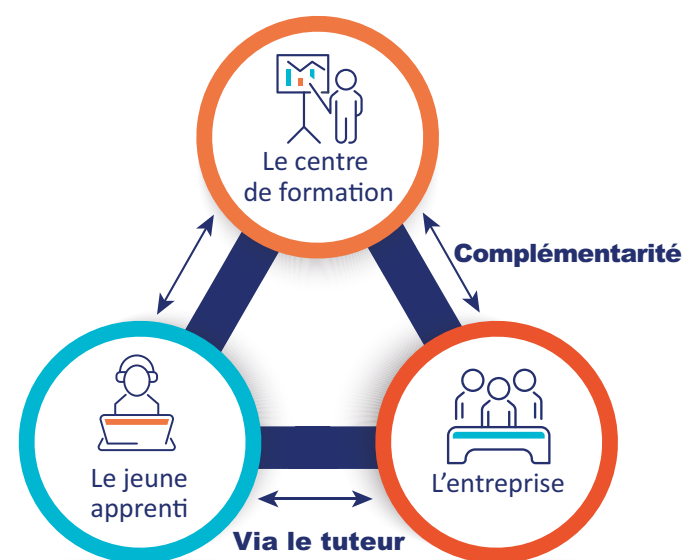 Le centre
de formation
Complémentarité
Le jeune
apprenti
L'entreprise
Via le tuteur